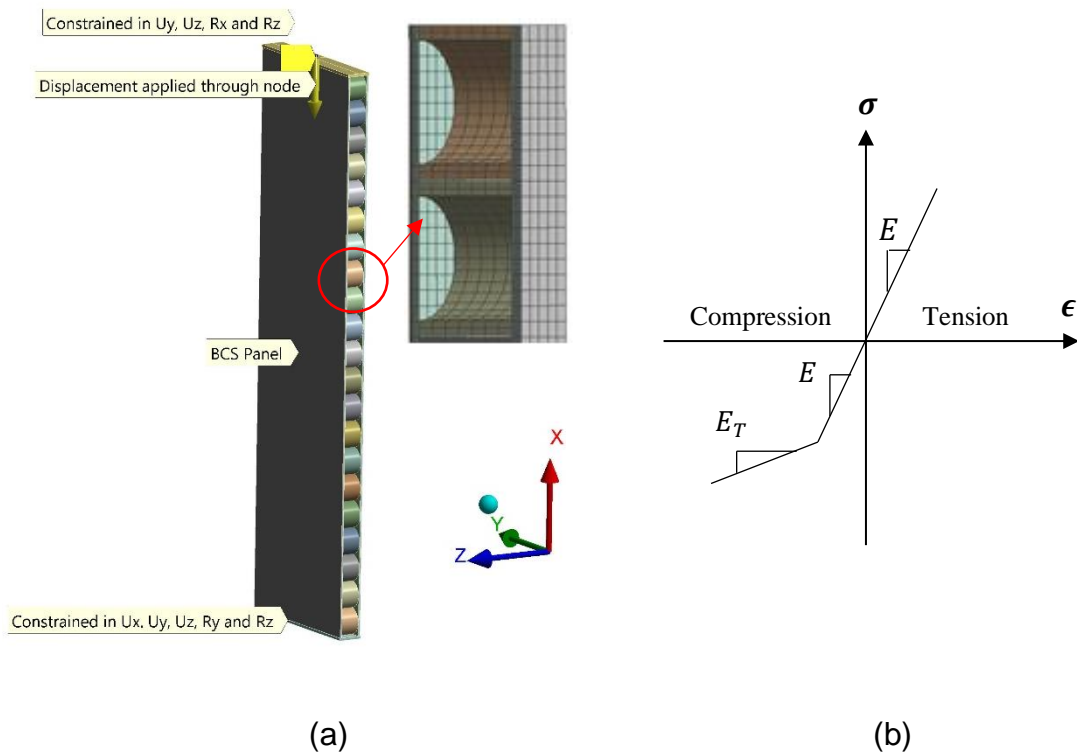 Constrained in Uy, Uz, Rx and Rz
Displacement applied through node
BCS Panel
Constrained in Ux, Uy, Uz, Ry and Rz
X
Y
Z
(a)
σ
E
ϵ
Compression
Tension
E
E_T
(b)